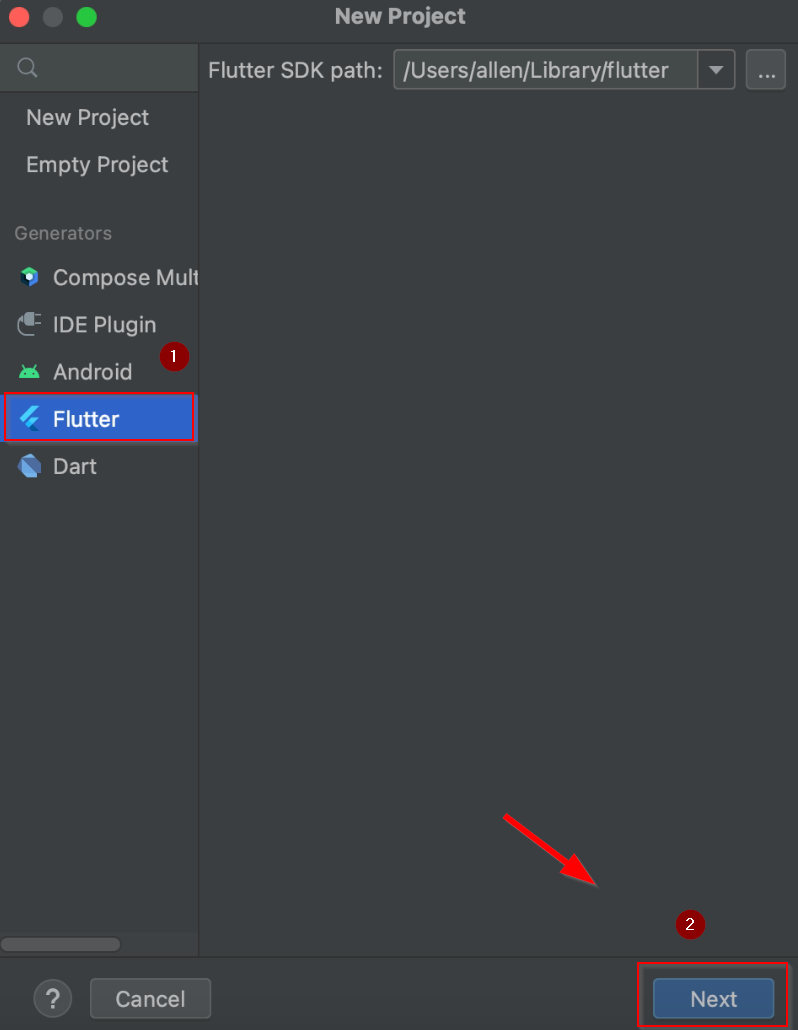 New Project
Flutter SDK path: /Users/allen/Library/flutter ...
New Project
Empty Project
Generators
Compose Mult
IDE Plugin
1
Android
Flutter
Dart
2
? Cancel Next